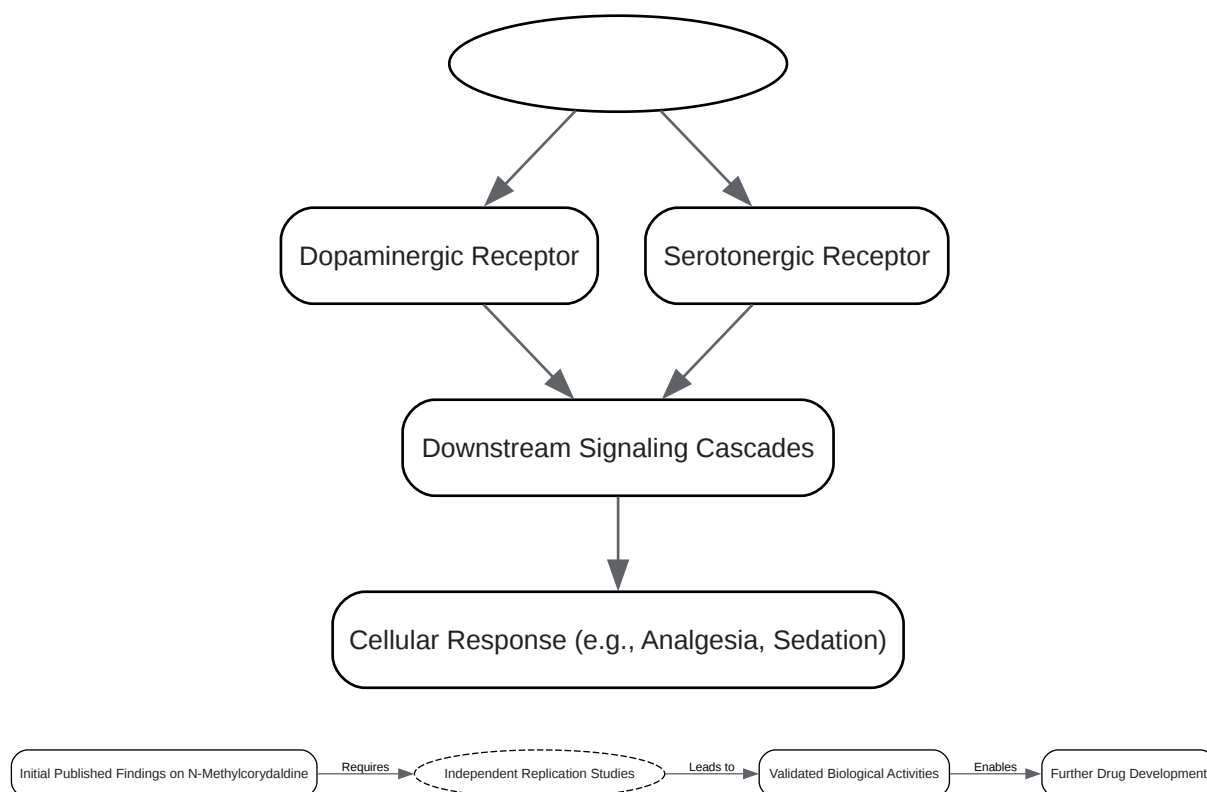 Dopaminergic Receptor
Serotonergic Receptor
Downstream Signaling Cascades
Cellular Response (e.g., Analgesia, Sedation)
Initial Published Findings on N-Methylcorydaldine
Requires
Independent Replication Studies
Leads to
Validated Biological Activities
Enables
Further Drug Development